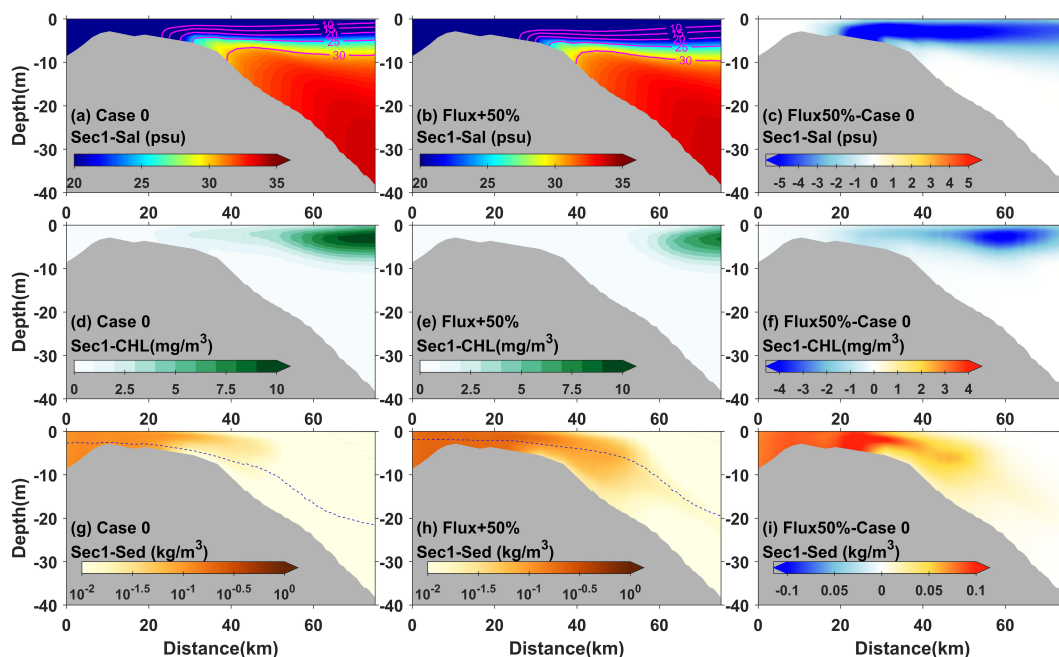 0
-10
-20
-30
-40
Depth(m)
10
20
25
30
(a) Case 0
Sec1-Sal (psu)
20 25 30 35
0 20 40 60
0
-10
-20
-30
-40
10
20
25
30
(b) Flux+50%
Sec1-Sal (psu)
20 25 30 35
0 20 40 60
0
-10
-20
-30
-40
(c) Flux50%-Case 0
Sec1-Sal (psu)
-5 -4 -3 -2 -1 0 1 2 3 4 5
0 20 40 60
0
-10
-20
-30
-40
Depth(m)
(d) Case 0
Sec1-CHL(mg/m³)
0 2.5 5 7.5 10
0 20 40 60
0
-10
-20
-30
-40
(e) Flux+50%
Sec1-CHL(mg/m³)
0 2.5 5 7.5 10
0 20 40 60
0
-10
-20
-30
-40
(f) Flux50%-Case 0
Sec1-CHL(mg/m³)
-4 -3 -2 -1 0 1 2 3 4
0 20 40 60
0
-10
-20
-30
-40
Depth(m)
(g) Case 0
Sec1-Sed (kg/m³)
10⁻² 10⁻¹·⁵ 10⁻¹ 10⁻⁰·⁵ 10⁰
0 20 40 60
Distance(km)
0
-10
-20
-30
-40
(h) Flux+50%
Sec1-Sed (kg/m³)
10⁻² 10⁻¹·⁵ 10⁻¹ 10⁻⁰·⁵ 10⁰
0 20 40 60
Distance(km)
0
-10
-20
-30
-40
(i) Flux50%-Case 0
Sec1-Sed (kg/m³)
-0.1 0.05 0 0.05 0.1
0 20 40 60
Distance(km)